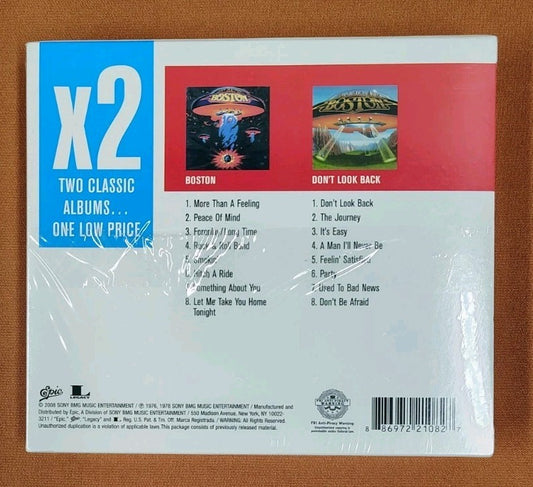 x2
TWO CLASSIC
ALBUMS...
ONE LOW PRICE
BOSTON
BOSTON
BOSTON
1. More Than A Feeling
2. Peace Of Mind
3. Foreplay/Long Time
4. Rock & Roll Band
5. Smokin'
6. Hitch A Ride
7. Something About You
8. Let Me Take You Home
Tonight
DON'T LOOK BACK
1. Don't Look Back
2. The Journey
3. It's Easy
4. A Man I'll Never Be
5. Feelin' Satisfied
6. Party
7. Used To Bad News
8. Don't Be Afraid
Epic
LEGACY
© 2008 SONY BMG MUSIC ENTERTAINMENT / ℗ 1976, 1978 SONY BMG MUSIC ENTERTAINMENT / Manufactured and
Distributed by Epic, A Division of SONY BMG MUSIC ENTERTAINMENT / 550 Madison Avenue, New York, NY 10022-
3211 / "Epic," "Legacy" and Reg. U.S. Pat. & Tm. Off. Marca Registrada. / WARNING: All Rights Reserved.
Unauthorized duplication is a violation of applicable laws. This package consists of previously released material.
FBI Anti-Piracy Warning
Unauthorized copying is
punishable under federal law
8 86972 21082 7